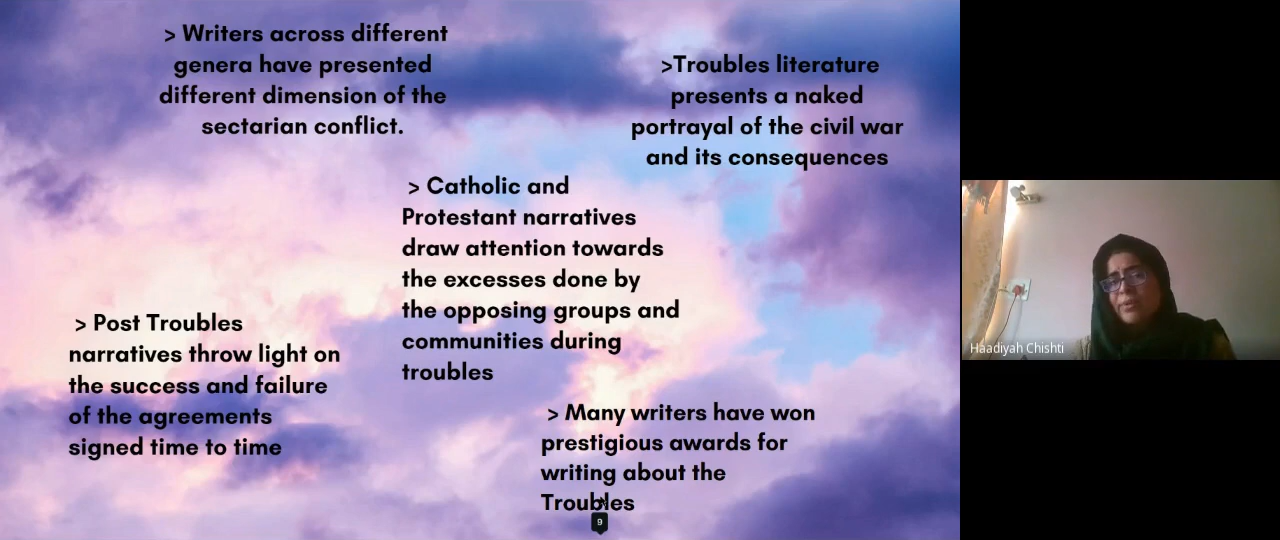 > Writers across different
genera have presented
different dimension of the
sectarian conflict.
>Troubles literature
presents a naked
portrayal of the civil war
and its consequences
> Catholic and
Protestant narratives
draw attention towards
the excesses done by
the opposing groups and
communities during
troubles
> Post Troubles
narratives throw light on
the success and failure
of the agreements
signed time to time
> Many writers have won
prestigious awards for
writing about the
Troubles
9
Haadiyah Chishti